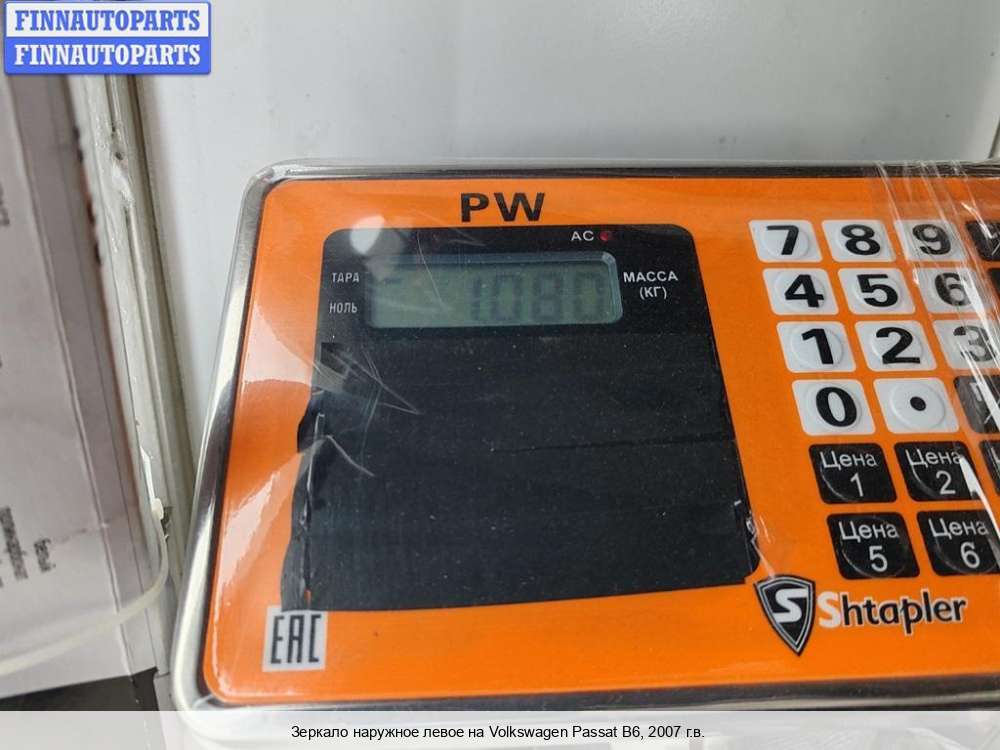 FINNAUTOPARTS
FINNAUTOPARTS
PW
AC
ТАРА
НОЛЬ
1.080
МАССА
(КГ)
7 8 9
4 5 6
1 2 3
0 •
Цена 1
Цена 2
Цена 5
Цена 6
Shtapler
EAC
Зеркало наружное левое на Volkswagen Passat B6, 2007 г.в.